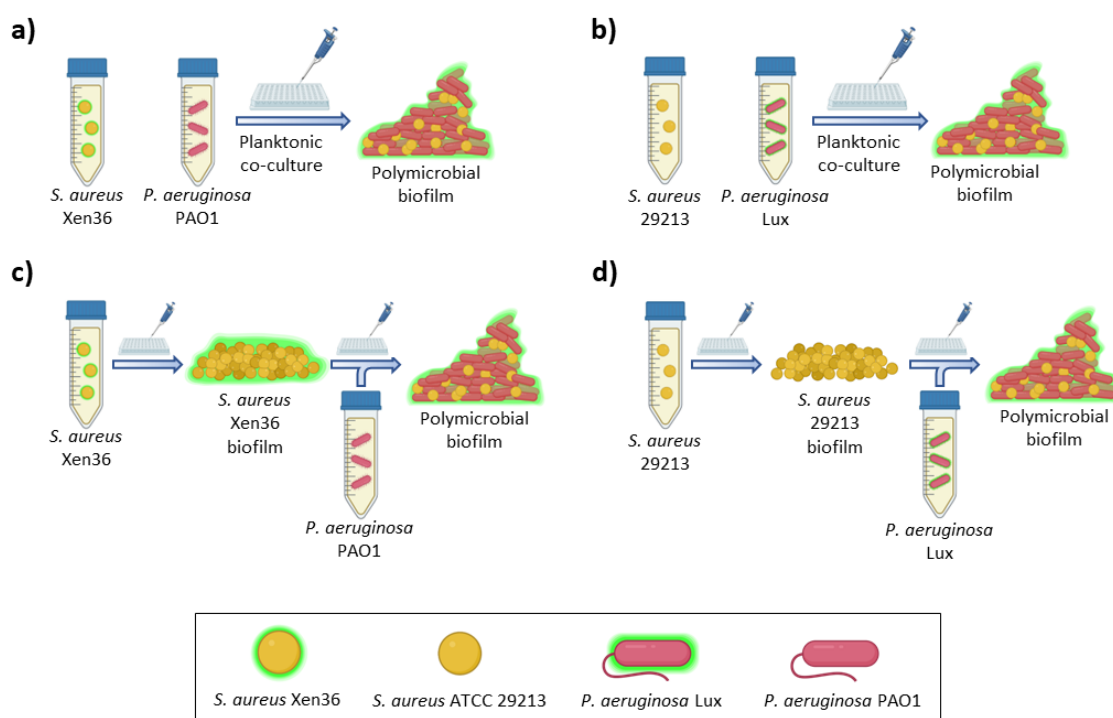 a)
S. aureus
Xen36
P. aeruginosa
PAO1
Planktonic
co-culture
Polymicrobial
biofilm
b)
S. aureus
29213
P. aeruginosa
Lux
Planktonic
co-culture
Polymicrobial
biofilm
c)
S. aureus
Xen36
S. aureus
Xen36
biofilm
P. aeruginosa
PAO1
Polymicrobial
biofilm
d)
S. aureus
29213
S. aureus
29213
biofilm
P. aeruginosa
Lux
Polymicrobial
biofilm
S. aureus Xen36
S. aureus ATCC 29213
P. aeruginosa Lux
P. aeruginosa PAO1